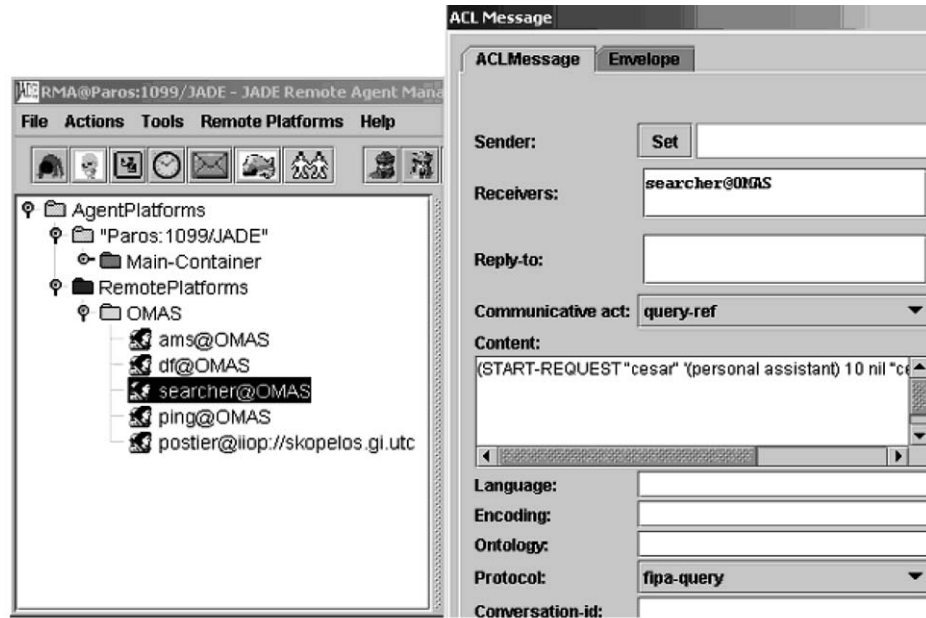 RMA@Paros:1099/JADE - JADE Remote Agent Mana
File Actions Tools Remote Platforms Help
AgentPlatforms
"Paros:1099/JADE"
Main-Container
RemotePlatforms
OMAS
ams@OMAS
df@OMAS
searcher@OMAS
ping@OMAS
postier@iiop://skopelos.gi.utc
ACL Message
ACLMessage Envelope
Sender: Set
Receivers: searcher@OMAS
Reply-to:
Communicative act: query-ref
Content:
(START-REQUEST "cesar" '(personal assistant) 10 nil "ce
Language:
Encoding:
Ontology:
Protocol: fipa-query
Conversation-id: